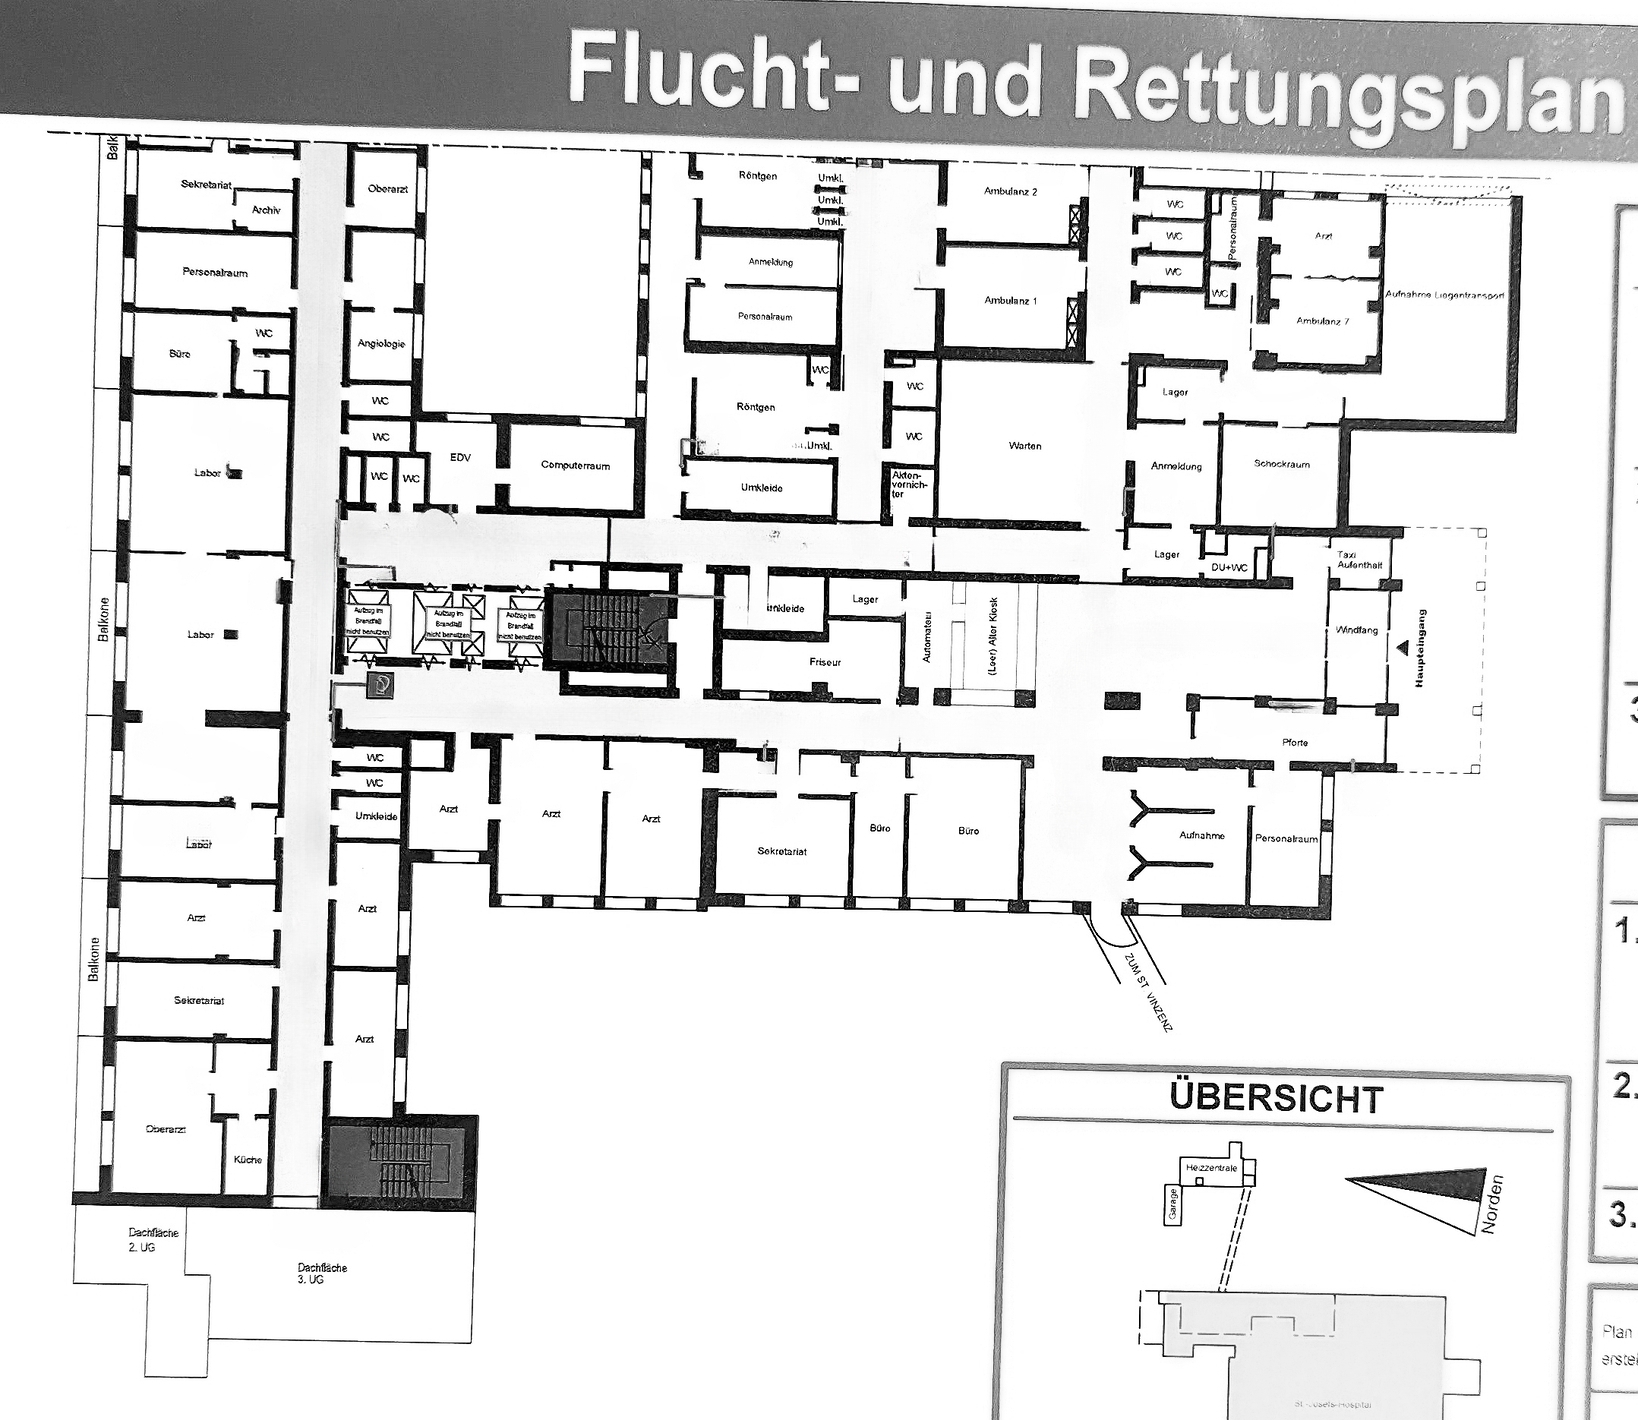 Flucht- und Rettungsplan
Sekretariat
Archiv
Oberarzt
Röntgen
Umkl.
Umkl.
Umkl.
Ambulanz 2
WC
WC
WC
WC
Personalraum
Arzt
Ambulanz 7
Aufnahme Liegentransport
Personalraum
Anmeldung
Personalraum
Ambulanz 1
Büro
WC
Angiologie
WC
WC
WC
WC
EDV
Computerraum
WC
Röntgen
Umkl.
Umkleide
WC
WC
Akten-
vernich-
ter
Warten
Lager
Anmeldung
Schockraum
Labor
Labor
Balkone
Aufzug im
Brandfall
nicht benutzen
Aufzug im
Brandfall
nicht benutzen
Aufzug im
Brandfall
nicht benutzen
Lager
Friseur
Automaten
(Leer) Alter Kiosk
Lager
DU+WC
Taxi
Aufenthalt
Windfang
Haupteingang
Pforte
WC
WC
Umkleide
Arzt
Arzt
Arzt
Sekretariat
Büro
Büro
Aufnahme
Personalraum
Labor
Arzt
Arzt
Sekretariat
Arzt
Balkone
Oberarzt
Küche
ZUM ST. VINZENZ
Dachfläche
2. UG
Dachfläche
3. UG
ÜBERSICHT
Heizzentrale
Garage
Norden
St.-Josefs-Hospital
1.
2.
3.
Plan